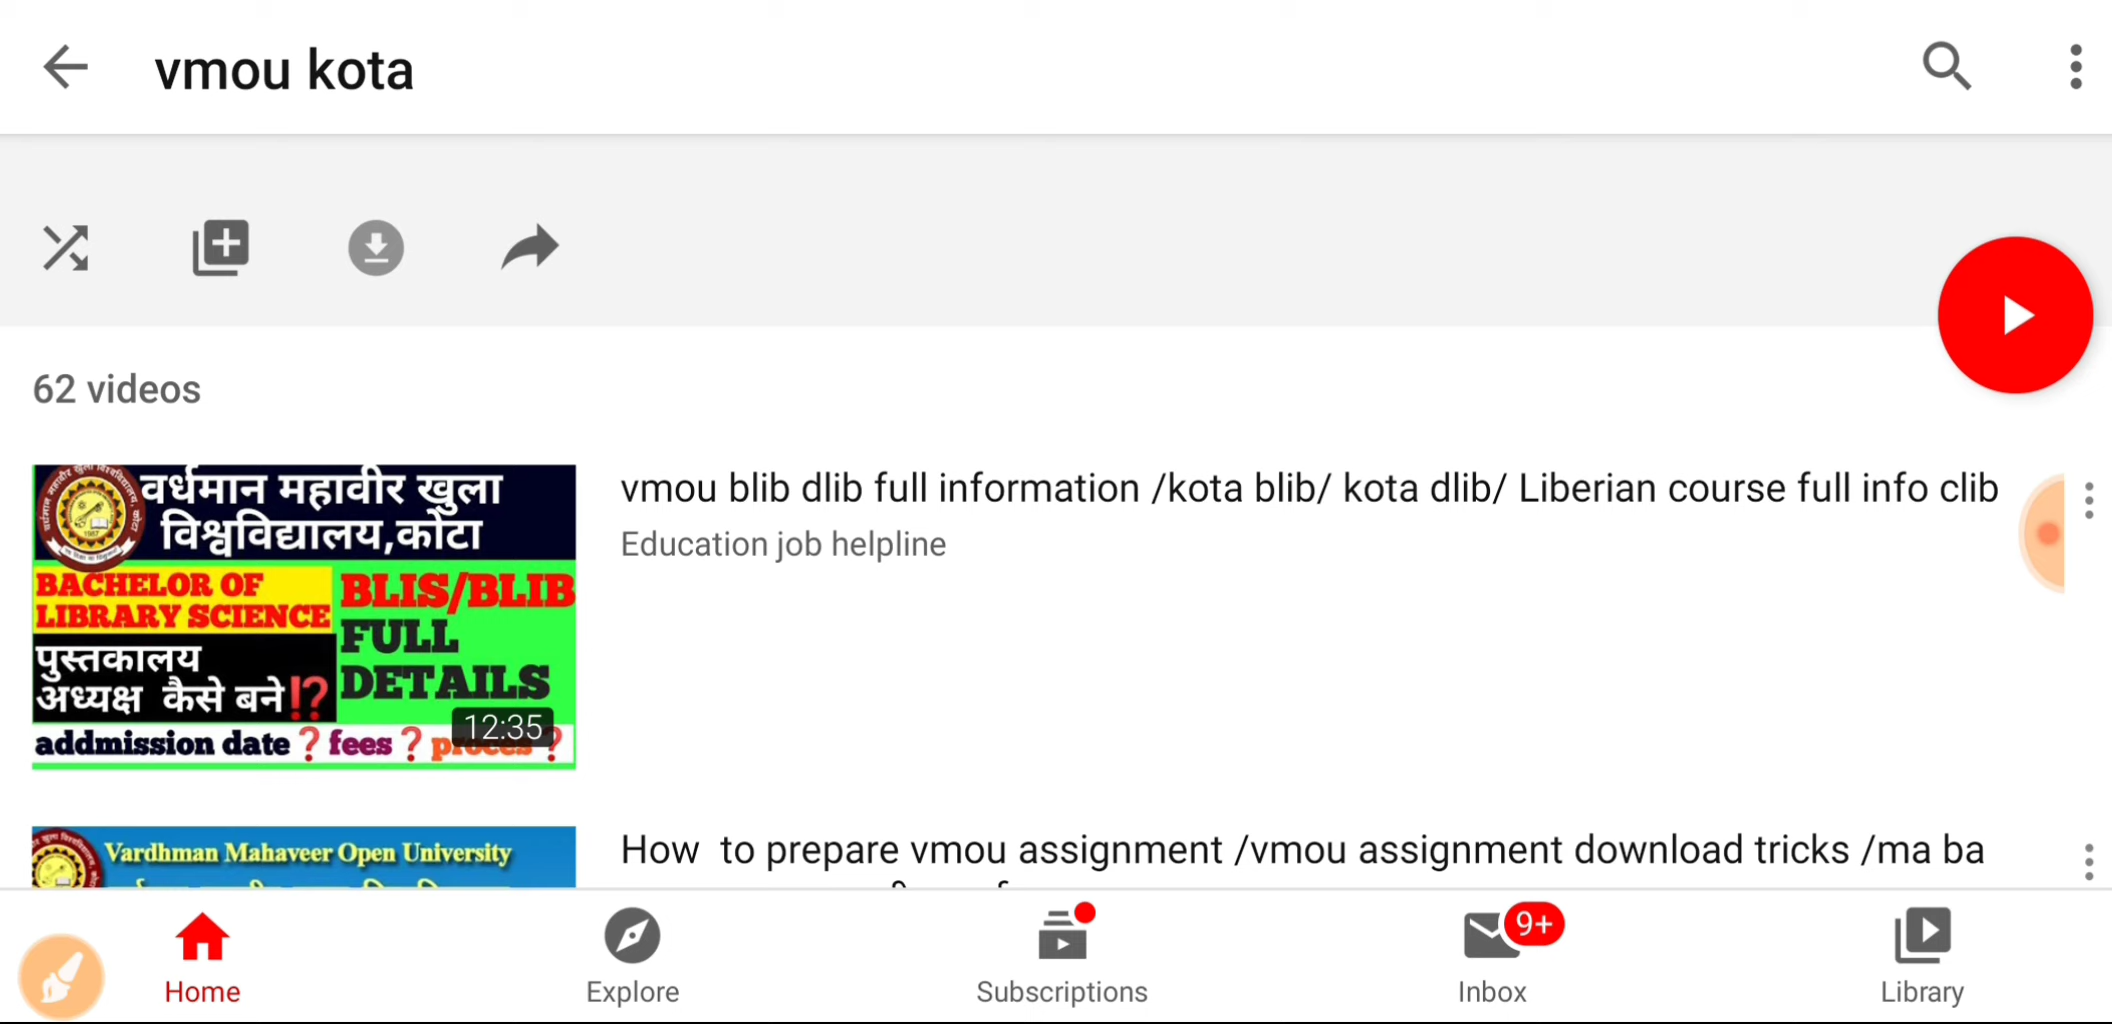 vmou kota
62 videos
वर्धमान महावीर खुला
विश्वविद्यालय,कोटा
BACHELOR OF
LIBRARY SCIENCE
BLIS/BLIB
FULL
DETAILS
पुस्तकालय
अध्यक्ष कैसे बने⁉
12:35
addmission date ? fees ? proces ?
vmou blib dlib full information /kota blib/ kota dlib/ Liberian course full info clib
Education job helpline
Vardhman Mahaveer Open University
How to prepare vmou assignment /vmou assignment download tricks /ma ba
9+
Home
Explore
Subscriptions
Inbox
Library